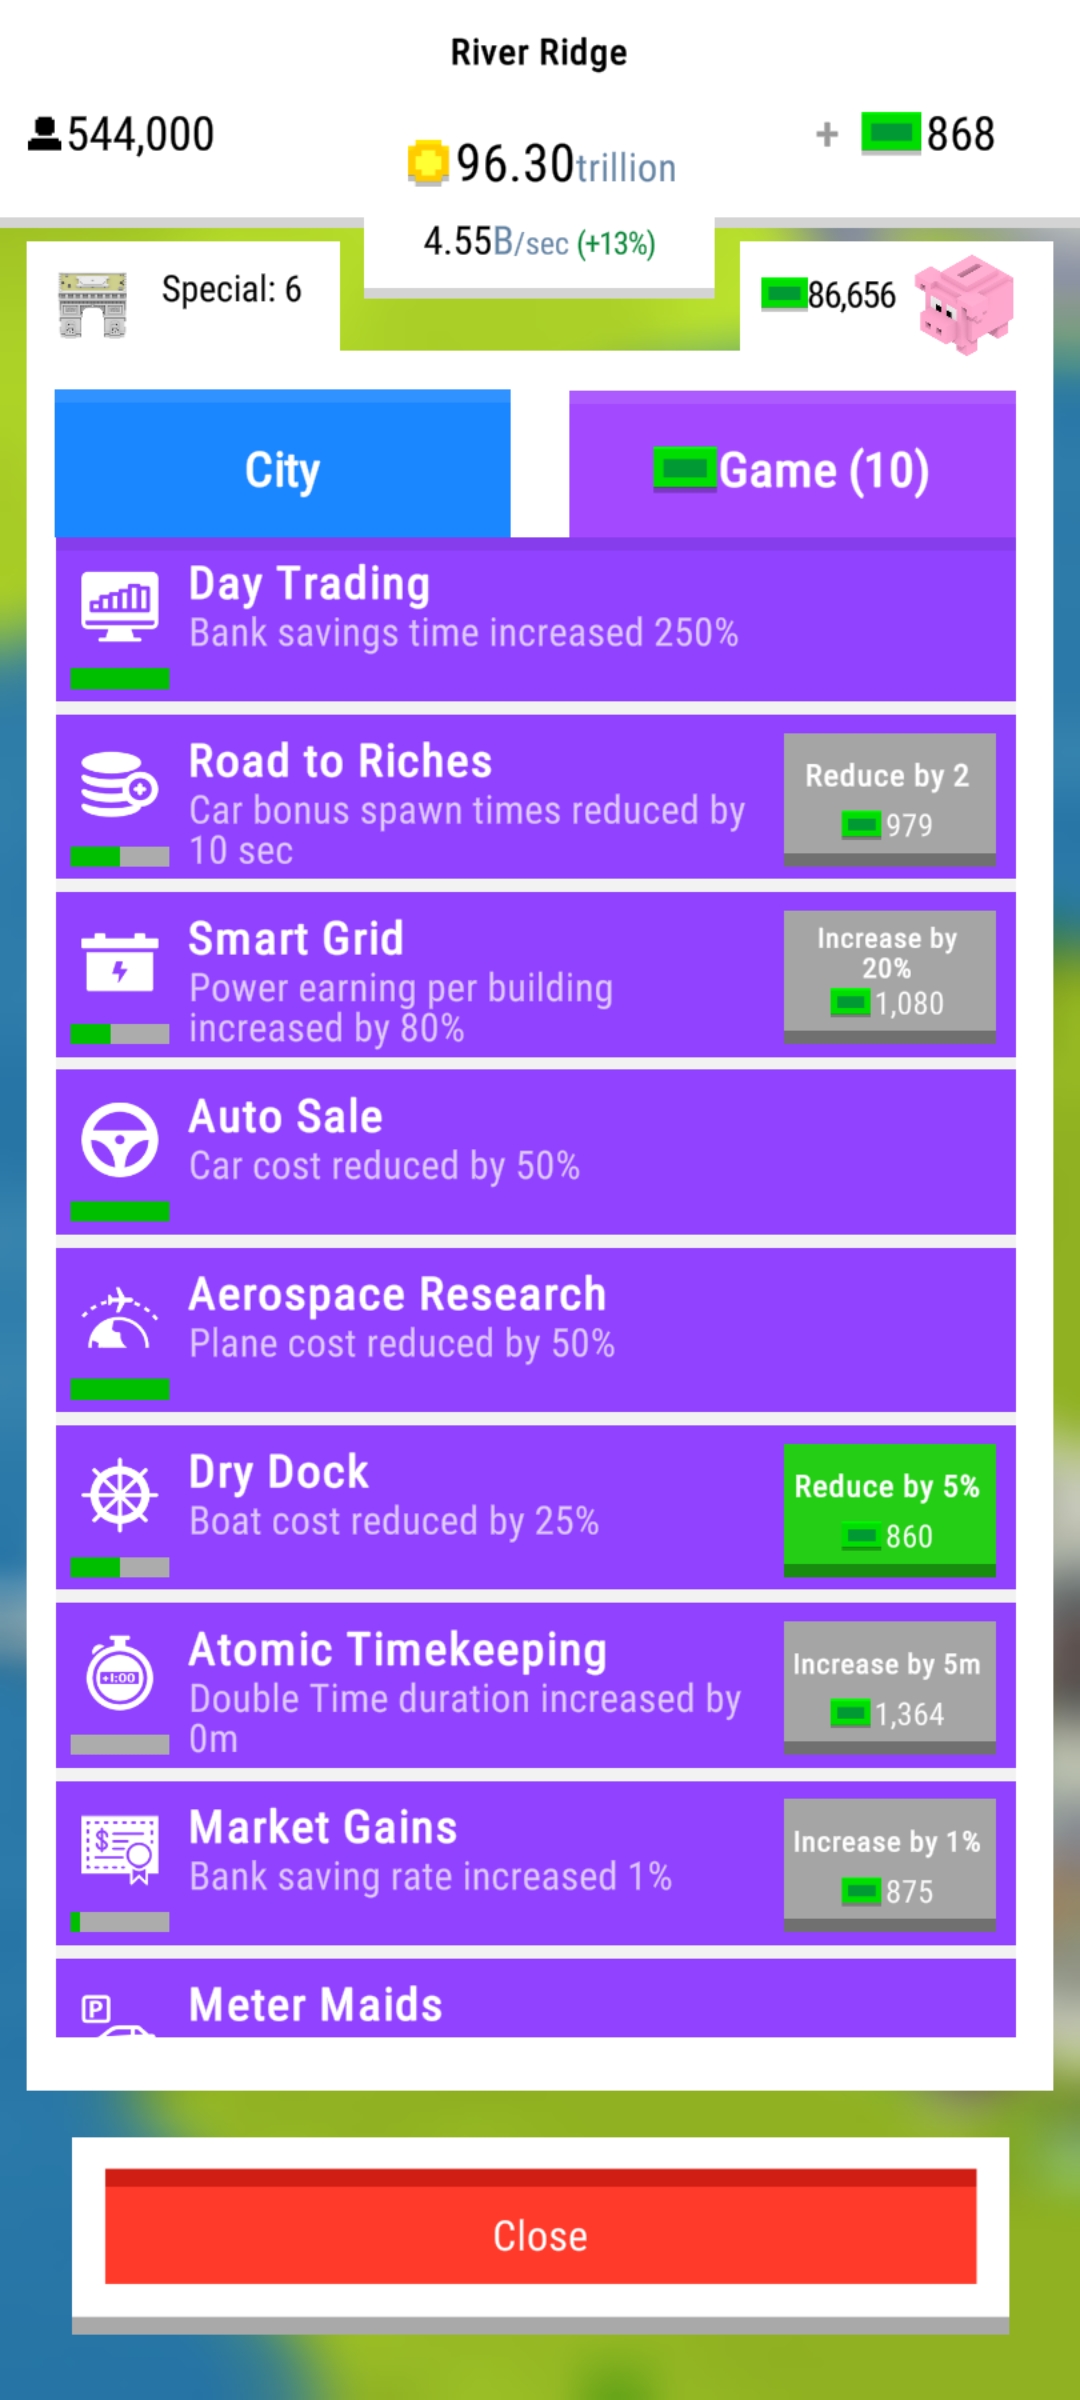 River Ridge
544,000
+ 868
96.30trillion
4.55B/sec (+13%)
Special: 6
86,656
City
Game (10)
Day Trading
Bank savings time increased 250%
Road to Riches
Car bonus spawn times reduced by
10 sec
Reduce by 2
979
Smart Grid
Power earning per building
increased by 80%
Increase by
20%
1,080
Auto Sale
Car cost reduced by 50%
Aerospace Research
Plane cost reduced by 50%
Dry Dock
Boat cost reduced by 25%
Reduce by 5%
860
+1:00
Atomic Timekeeping
Double Time duration increased by
0m
Increase by 5m
1,364
$
Market Gains
Bank saving rate increased 1%
Increase by 1%
875
P
Meter Maids
Close